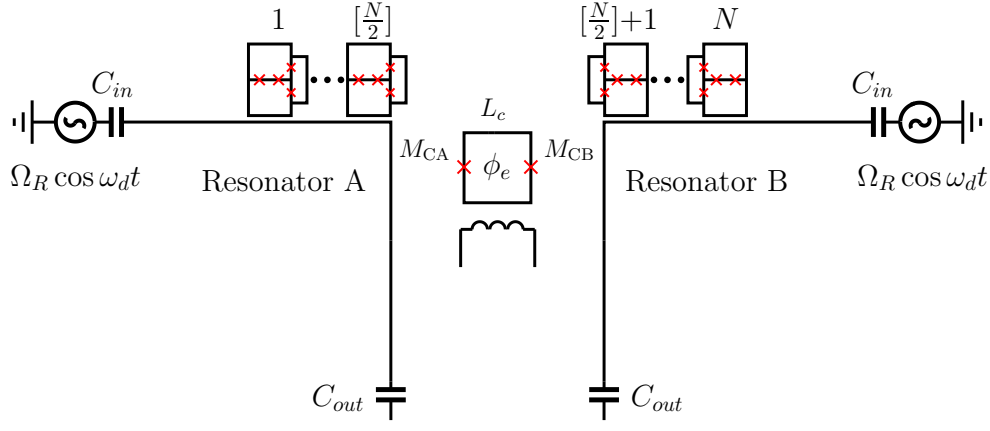 1 [N/2] [N/2]+1 N
C_in L_c C_in
M_CA ϕ_e M_CB
Ω_R cos ω_d t Resonator A Resonator B Ω_R cos ω_d t
C_out C_out